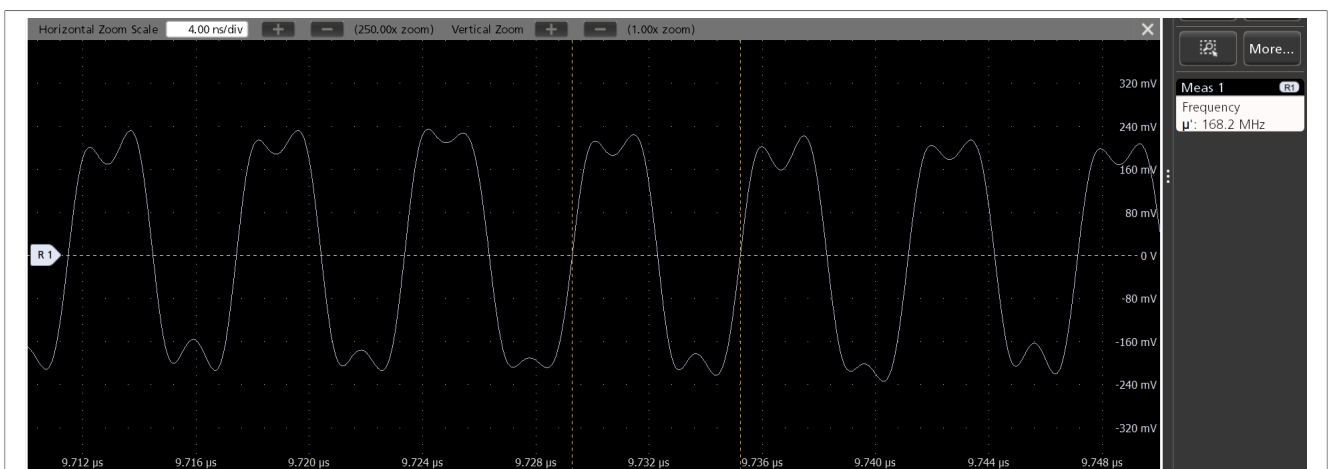 Horizontal Zoom Scale 4.00 ns/div + − (250.00x zoom) Vertical Zoom + − (1.00x zoom) ×
More...
320 mV
Meas 1 R1
Frequency
240 mV
µ': 168.2 MHz
160 mV
80 mV
R 1
0 V
-80 mV
-160 mV
-240 mV
-320 mV
9.712 µs 9.716 µs 9.720 µs 9.724 µs 9.728 µs 9.732 µs 9.736 µs 9.740 µs 9.744 µs 9.748 µs